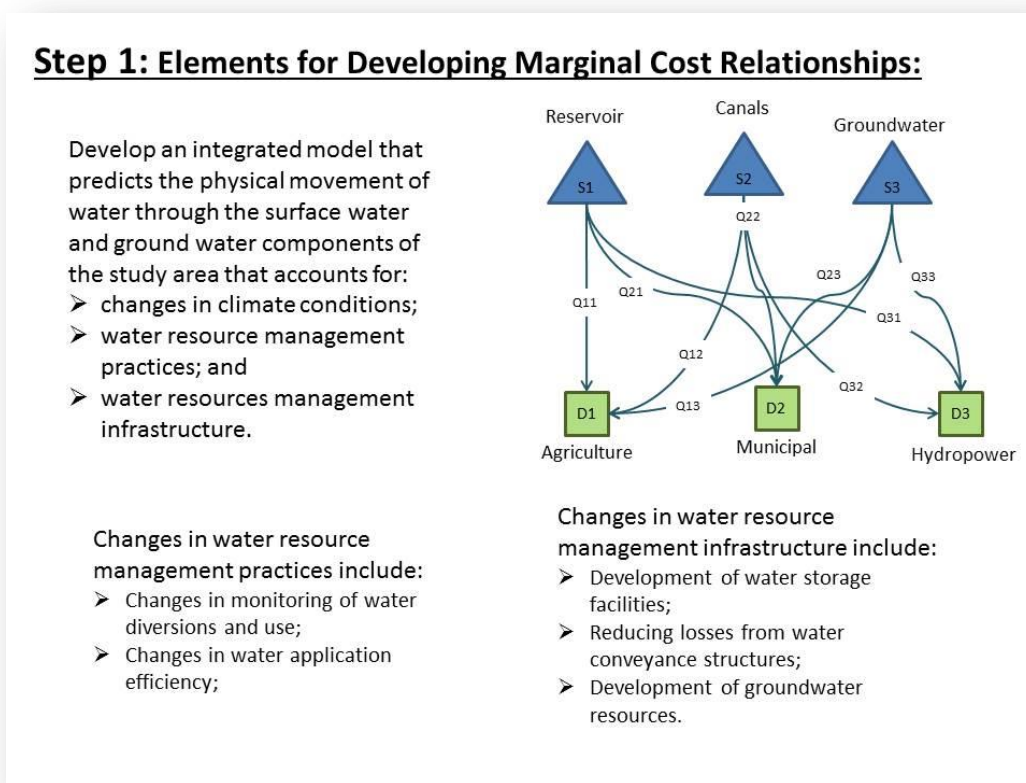 Step 1: Elements for Developing Marginal Cost Relationships:
Develop an integrated model that
predicts the physical movement of
water through the surface water
and ground water components of
the study area that accounts for:
➢ changes in climate conditions;
➢ water resource management
practices; and
➢ water resources management
infrastructure.
Reservoir
Canals
Groundwater
S1
S2
S3
Q22
Q11
Q21
Q23
Q33
Q31
Q12
Q13
Q32
D1
D2
D3
Agriculture
Municipal
Hydropower
Changes in water resource
management practices include:
➢ Changes in monitoring of water
diversions and use;
➢ Changes in water application
efficiency;
Changes in water resource
management infrastructure include:
➢ Development of water storage
facilities;
➢ Reducing losses from water
conveyance structures;
➢ Development of groundwater
resources.